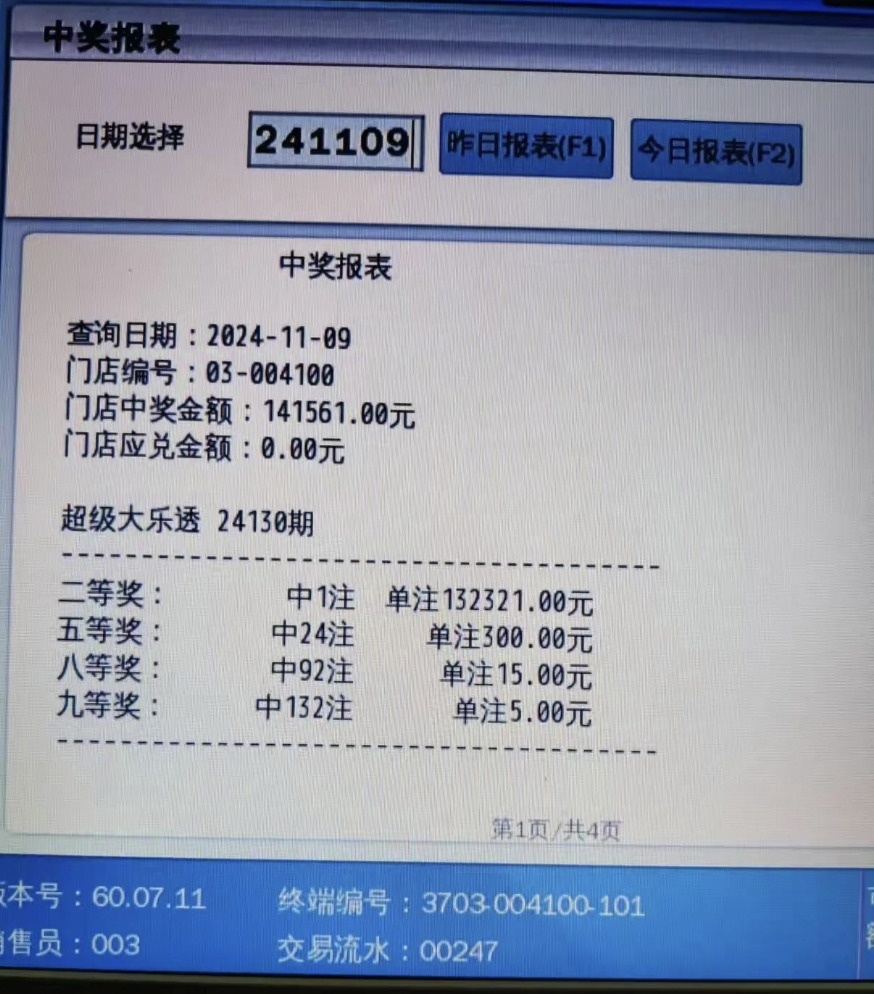 中奖报表
日期选择 241109 昨日报表(F1) 今日报表(F2)
中奖报表
查询日期：2024-11-09
门店编号：03-004100
门店中奖金额：141561.00元
门店应兑金额：0.00元
超级大乐透 24130期
二等奖： 中1注 单注132321.00元
五等奖： 中24注 单注300.00元
八等奖： 中92注 单注15.00元
九等奖： 中132注 单注5.00元
第1页/共4页
本号：60.07.11 终端编号：3703-004100-101
售员：003 交易流水：00247